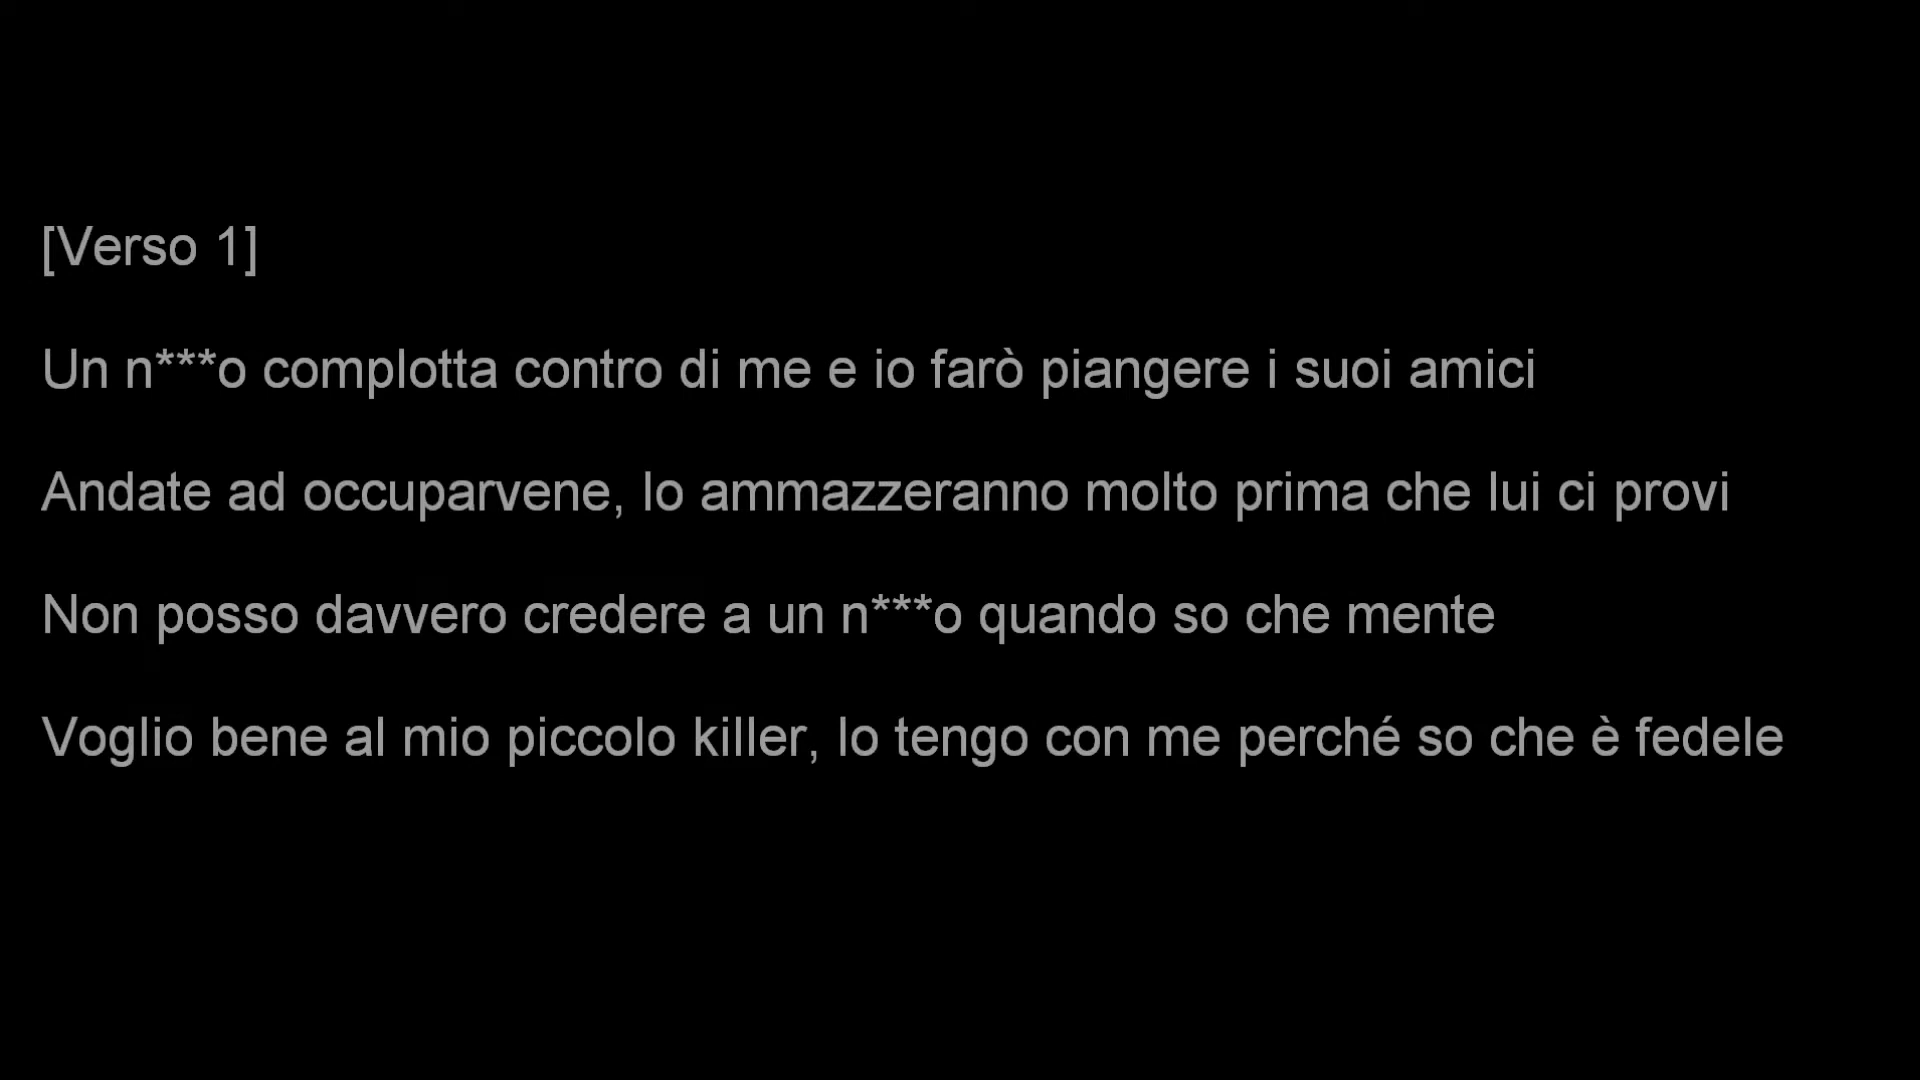 [Verso 1]
Un n***o complotta contro di me e io farò piangere i suoi amici
Andate ad occuparvene, lo ammazzeranno molto prima che lui ci provi
Non posso davvero credere a un n***o quando so che mente
Voglio bene al mio piccolo killer, lo tengo con me perché so che è fedele